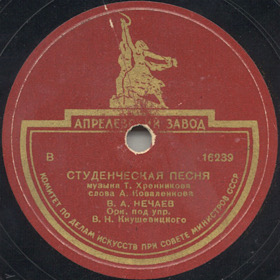 АПРЕЛЕВСКИЙ ЗАВОД
В 16239
СТУДЕНЧЕСКАЯ ПЕСНЯ
музыка Т. Хренникова
слова А. Коваленкова
В. А. НЕЧАЕВ
Орк. под упр.
В. Н. Кнушевицкого
КОМИТЕТ ПО ДЕЛАМ ИСКУССТВ ПРИ СОВЕТЕ МИНИСТРОВ СССР